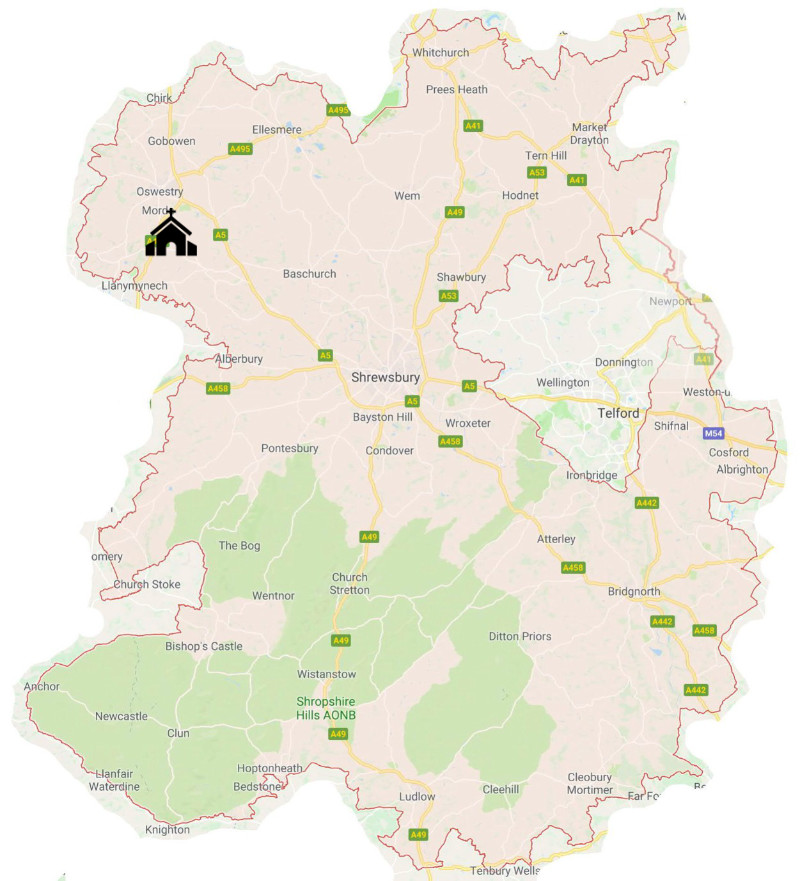 M
Whitchurch
Chirk
Prees Heath
A495
Ellesmere
A41
Market
Drayton
Gobowen
A495
Tern Hill
A53
A41
Oswestry
Wem
Hodnet
Mord
A49
A5
Baschurch
Shawbury
Llanymynech
A53
Newport
A5
Alberbury
Donnington
A41
Shrewsbury
Wellington
A458
A5
Weston-u
A5
Bayston Hill
Telford
Wroxeter
Shifnal
M54
A458
Pontesbury
Condover
Cosford
Albrighton
Ironbridge
A442
A49
Atterley
The Bog
omery
A458
Church Stoke
Church
Stretton
Wentnor
Bridgnorth
A442
A458
Ditton Priors
A49
Bishop's Castle
Wistanstow
Anchor
A442
Shropshire
Hills AONB
Newcastle
Clun
A49
Hoptonheath
Llanfair
Waterdine
Bedstone
Cleobury
Mortimer
Ludlow
Cleehill
Far Fo
Knighton
A49
Tenbury Wells